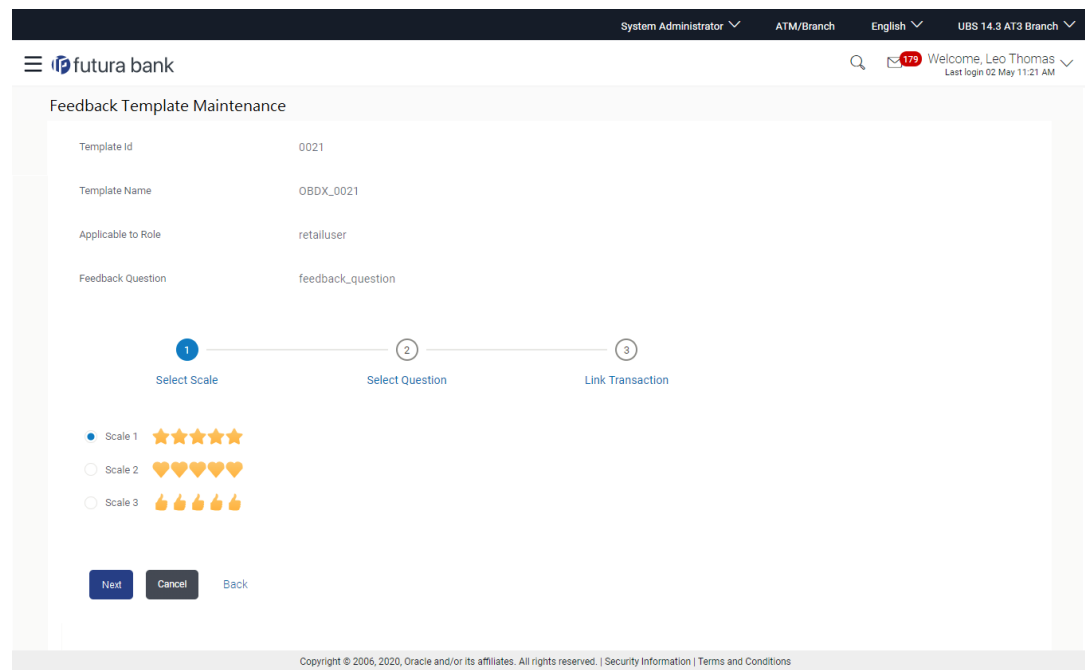 System Administrator ATM/Branch English UBS 14.3 AT3 Branch
futura bank 179 Welcome, Leo Thomas
Last login 02 May 11:21 AM
Feedback Template Maintenance
Template Id 0021
Template Name OBDX_0021
Applicable to Role retailuser
Feedback Question feedback_question
1 2 3
Select Scale Select Question Link Transaction
Scale 1
Scale 2
Scale 3
Next Cancel Back
Copyright © 2006, 2020, Oracle and/or its affiliates. All rights reserved. | Security Information | Terms and Conditions